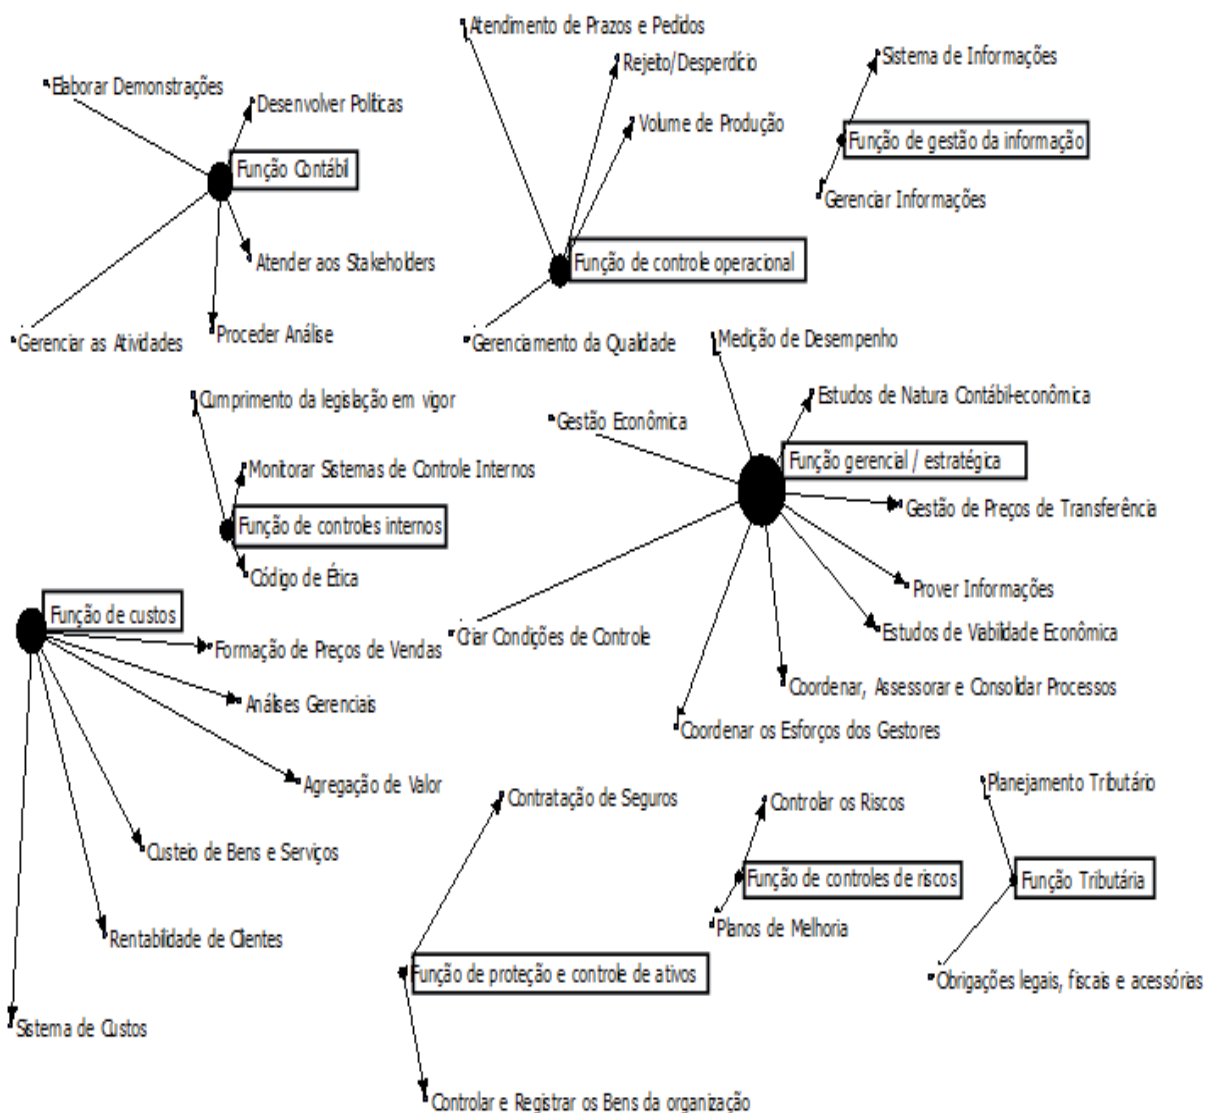 Atendimento de Prazos e Pedidos
Rejeito/Desperdício
Sistema de Informações
Elaborar Demonstrações
Desenvolver Políticas
Volume de Produção
Função de gestão da informação
Função Contábil
Gerenciar Informações
Atender aos Stakeholders
Função de controle operacional
Gerenciar as Atividades
Proceder Análise
Gerenciamento da Qualidade
Medição de Desempenho
Cumprimento da legislação em vigor
Estudos de Natura Contábil-econômica
Gestão Econômica
Monitorar Sistemas de Controle Internos
Função gerencial / estratégica
Gestão de Preços de Transferência
Função de controles internos
Código de Ética
Prover Informações
Função de custos
Formação de Preços de Vendas
Criar Condições de Controle
Estudos de Viabilidade Econômica
Análises Gerenciais
Coordenar, Assessorar e Consolidar Processos
Coordenar os Esforços dos Gestores
Agregação de Valor
Contratação de Seguros
Controlar os Riscos
Planejamento Tributário
Custeio de Bens e Serviços
Função de controles de riscos
Função Tributária
Rentabilidade de Clientes
Planos de Melhoria
Função de proteção e controle de ativos
Obrigações legais, fiscais e acessórias
Sistema de Custos
Controlar e Registrar os Bens da organização